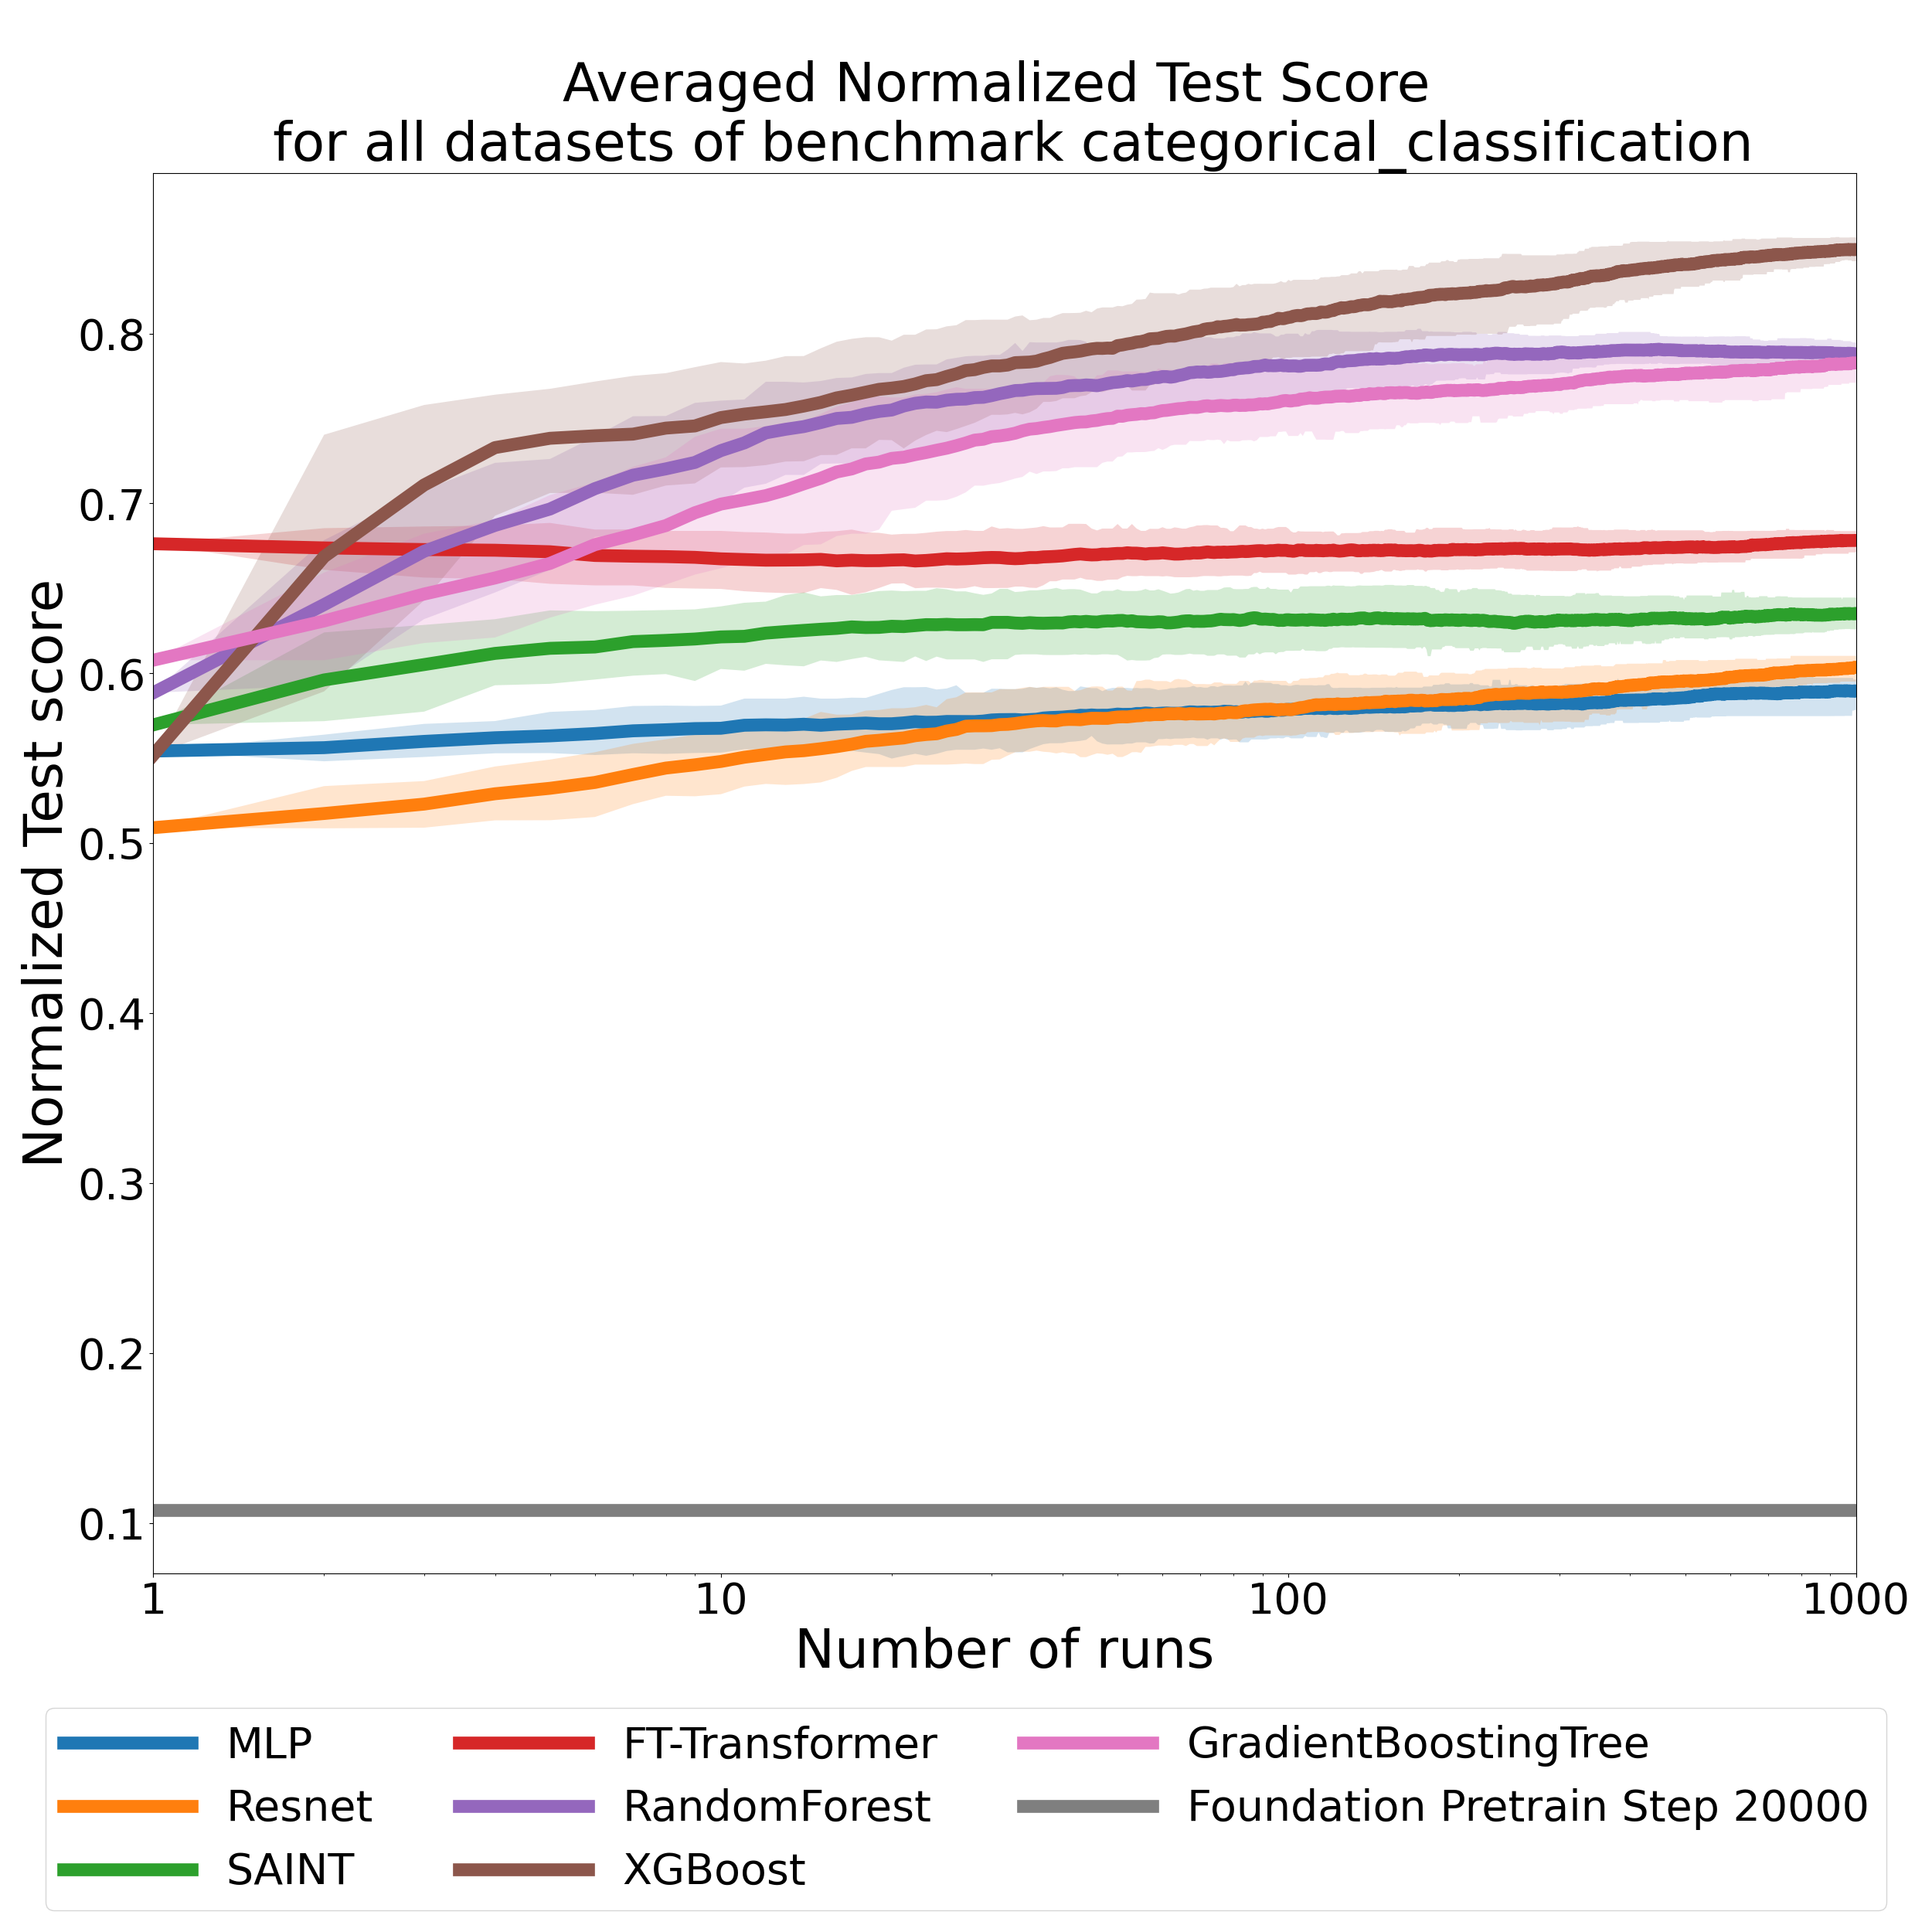 Averaged Normalized Test Score
for all datasets of benchmark categorical_classification
Normalized Test score
0.8
0.7
0.6
0.5
0.4
0.3
0.2
0.1
1
10
100
1000
Number of runs
MLP
Resnet
SAINT
FT-Transformer
RandomForest
XGBoost
GradientBoostingTree
Foundation Pretrain Step 20000